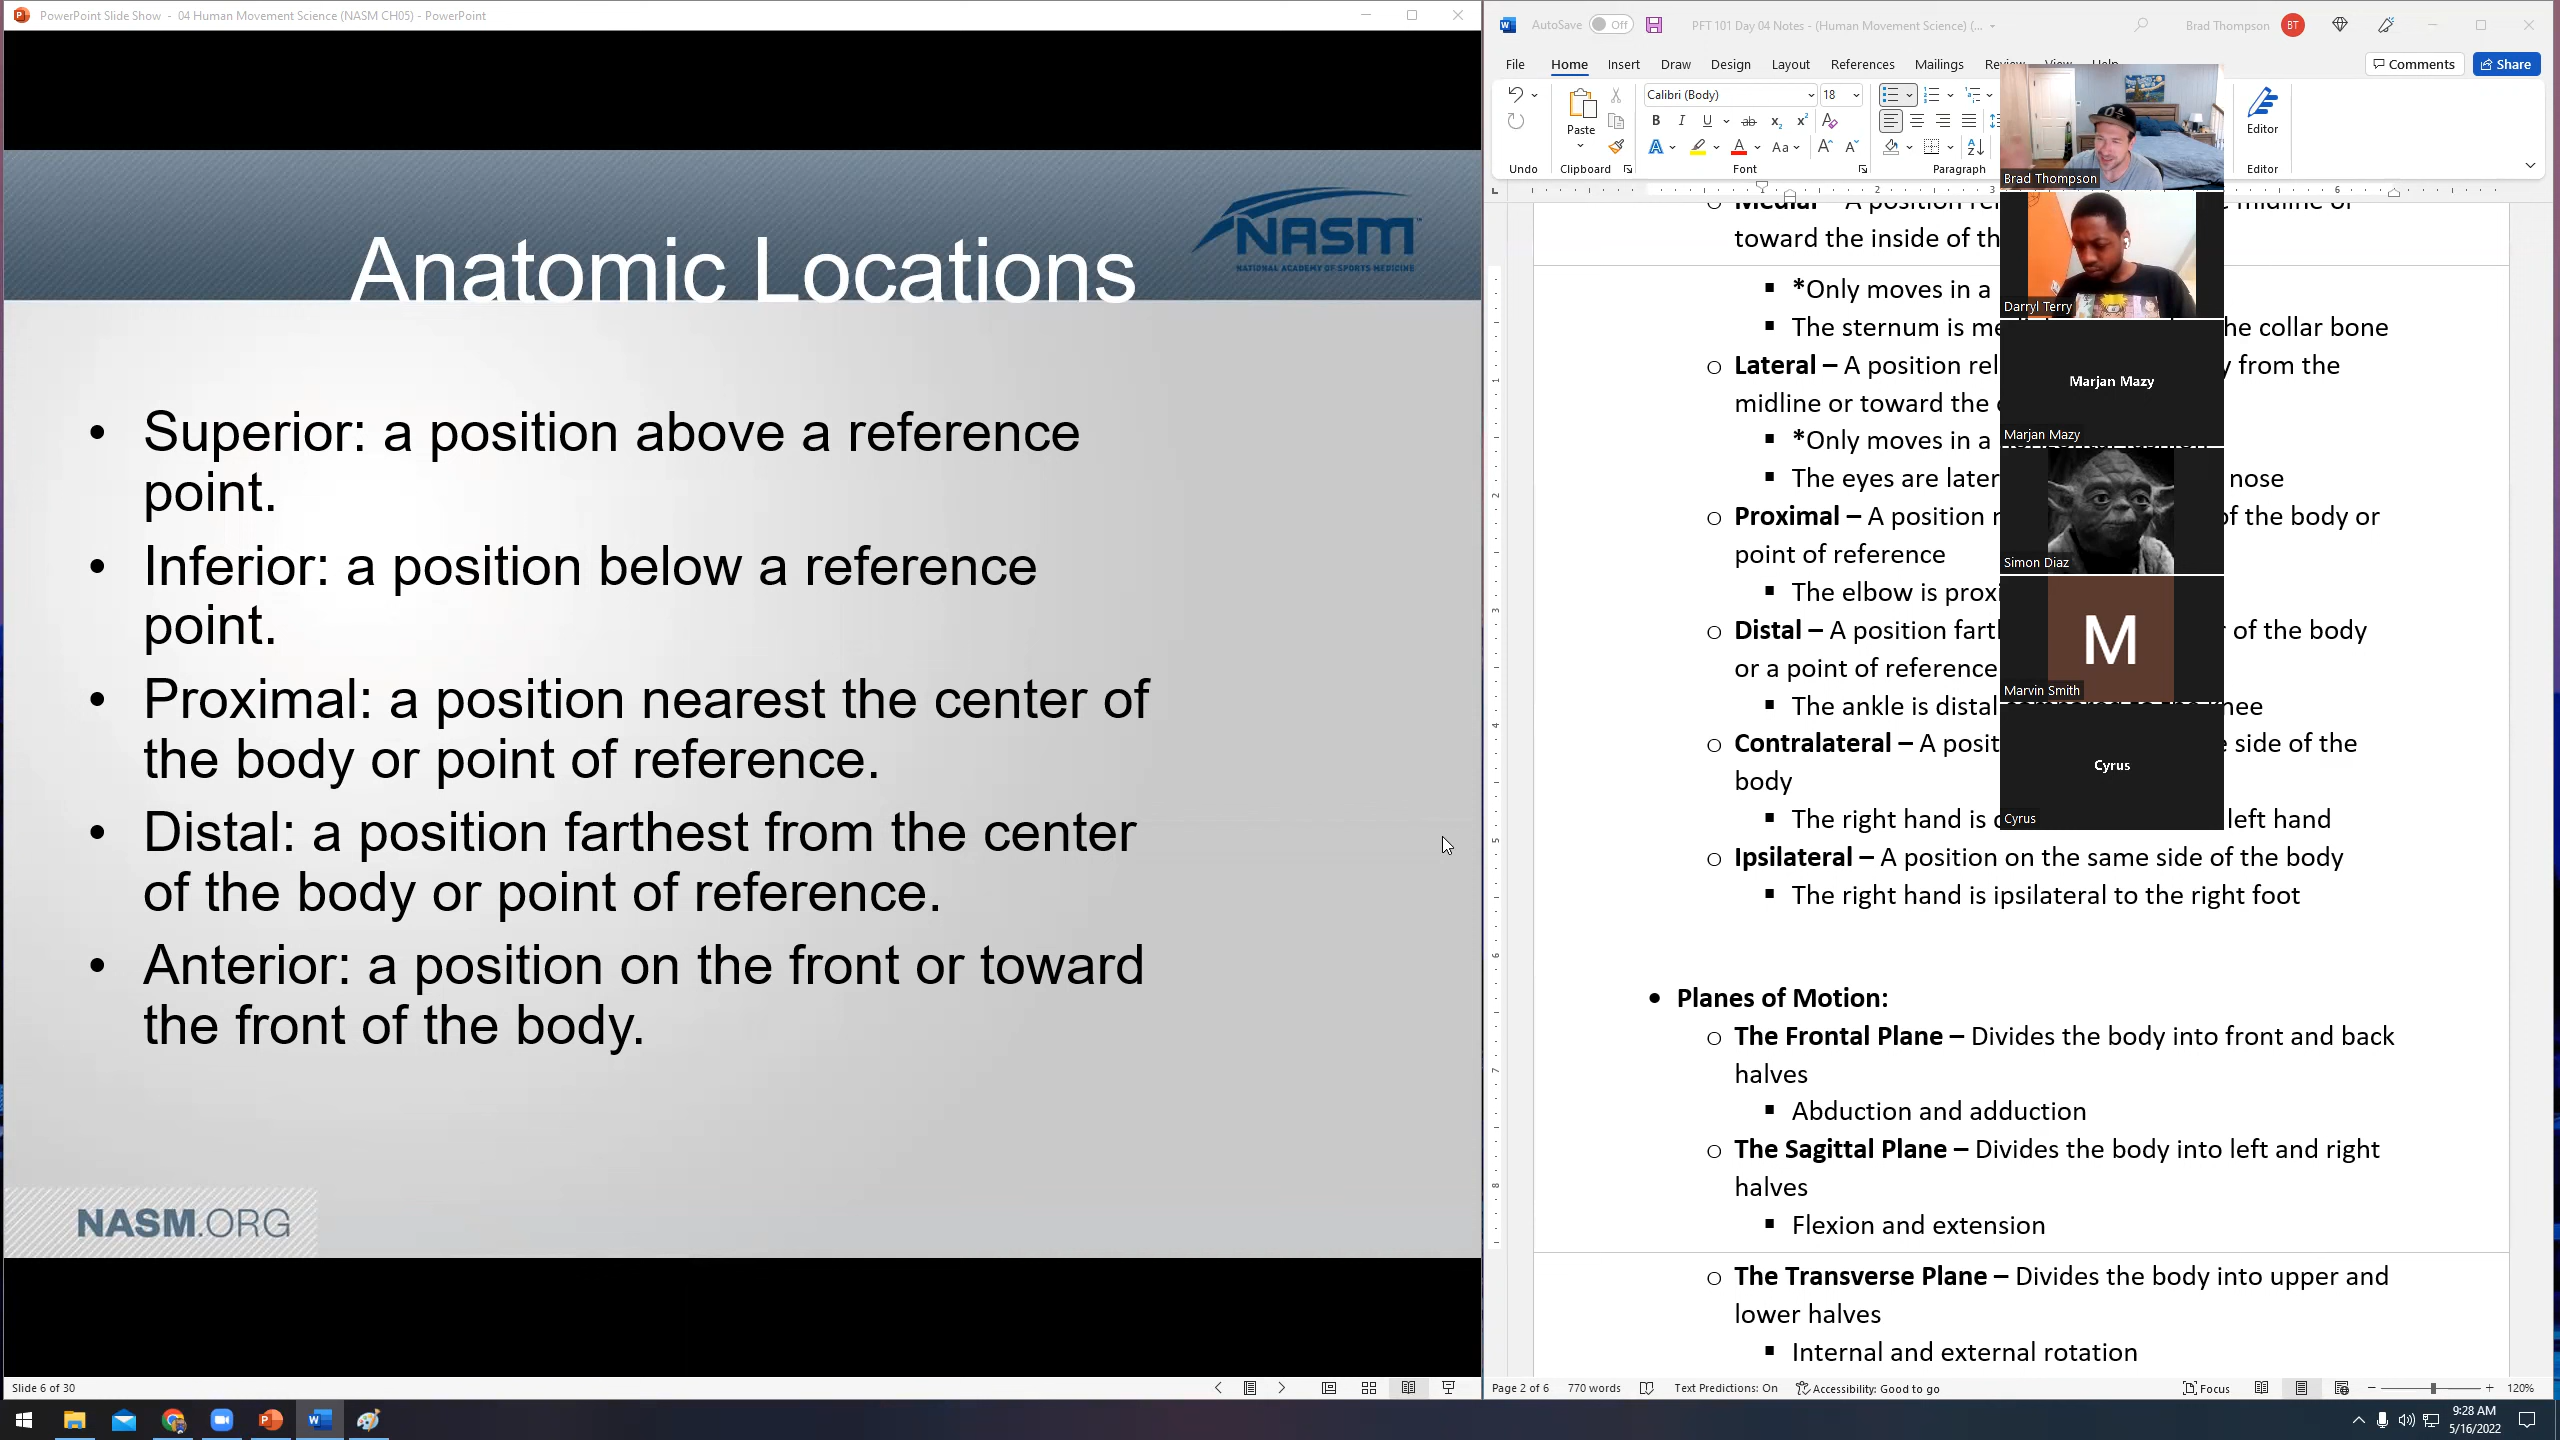 PowerPoint Slide Show - 04 Human Movement Science (NASM CH05) - PowerPoint
NASM
NATIONAL ACADEMY OF SPORTS MEDICINE
Anatomic Locations
• Superior: a position above a reference
point.
• Inferior: a position below a reference
point.
• Proximal: a position nearest the center of
the body or point of reference.
• Distal: a position farthest from the center
of the body or point of reference.
• Anterior: a position on the front or toward
the front of the body.
NASM.ORG
Slide 6 of 30
AutoSave Off PFT 101 Day 04 Notes - (Human Movement Science) (... Brad Thompson BT
File Home Insert Draw Design Layout References Mailings Review View Help Comments Share
Calibri (Body) 18
Paste
Editor
Undo Clipboard Font Paragraph Editor
Brad Thompson
Darryl Terry
Marjan Mazy
Marjan Mazy
Simon Diaz
M
Marvin Smith
Cyrus
Cyrus
o Medial – A position midline or
toward the inside of
▪ *Only moves in a
▪ The sternum is the collar bone
o Lateral – A position from the
midline or toward the
▪ *Only moves in a
▪ The eyes are nose
o Proximal – A position of the body or
point of reference
▪ The elbow is
o Distal – A position of the body
or a point of reference
▪ The ankle is distal
o Contralateral – A side of the
body
▪ The right hand is left hand
o Ipsilateral – A position on the same side of the body
▪ The right hand is ipsilateral to the right foot
• Planes of Motion:
o The Frontal Plane – Divides the body into front and back
halves
▪ Abduction and adduction
o The Sagittal Plane – Divides the body into left and right
halves
▪ Flexion and extension
o The Transverse Plane – Divides the body into upper and
lower halves
▪ Internal and external rotation
Page 2 of 6 770 words Text Predictions: On Accessibility: Good to go Focus 120%
9:28 AM
5/16/2022